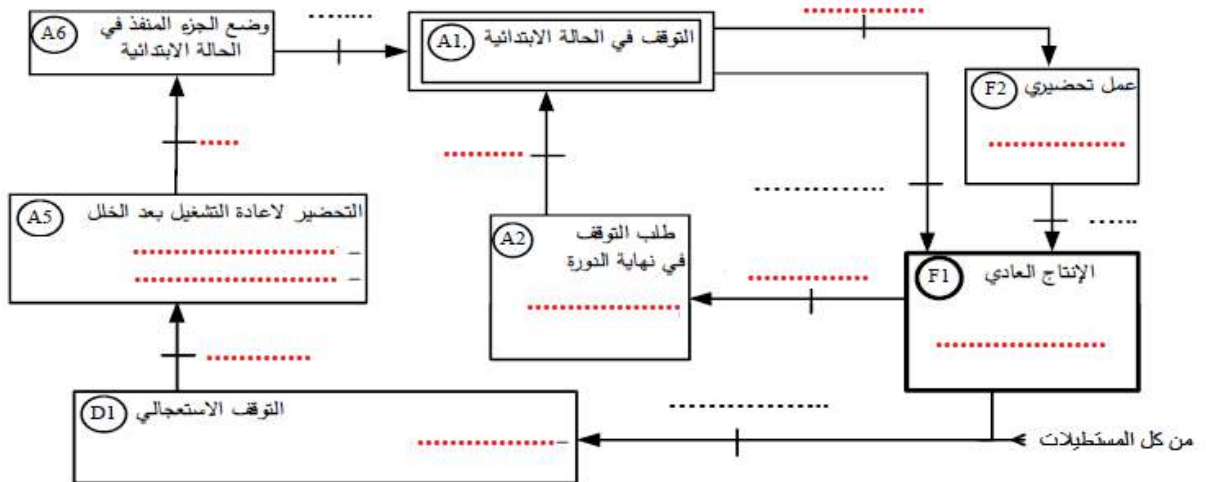 A6
وضع الجزء المنفذ في
الحالة الابتدائية
..........
A1.
التوقف في الحالة الابتدائية
................
F2
عمل تحضيري
..................
.....
..........
................
......
A5
التحضير لاعادة التشغيل بعد الخلل
- ......................
- ......................
A2
طلب التوقف
في نهاية الدورة
.................
................
F1
الإنتاج العادي
...................
..............
D1
التوقف الاستعجالي
- ...............
....................
من كل المستطيلات